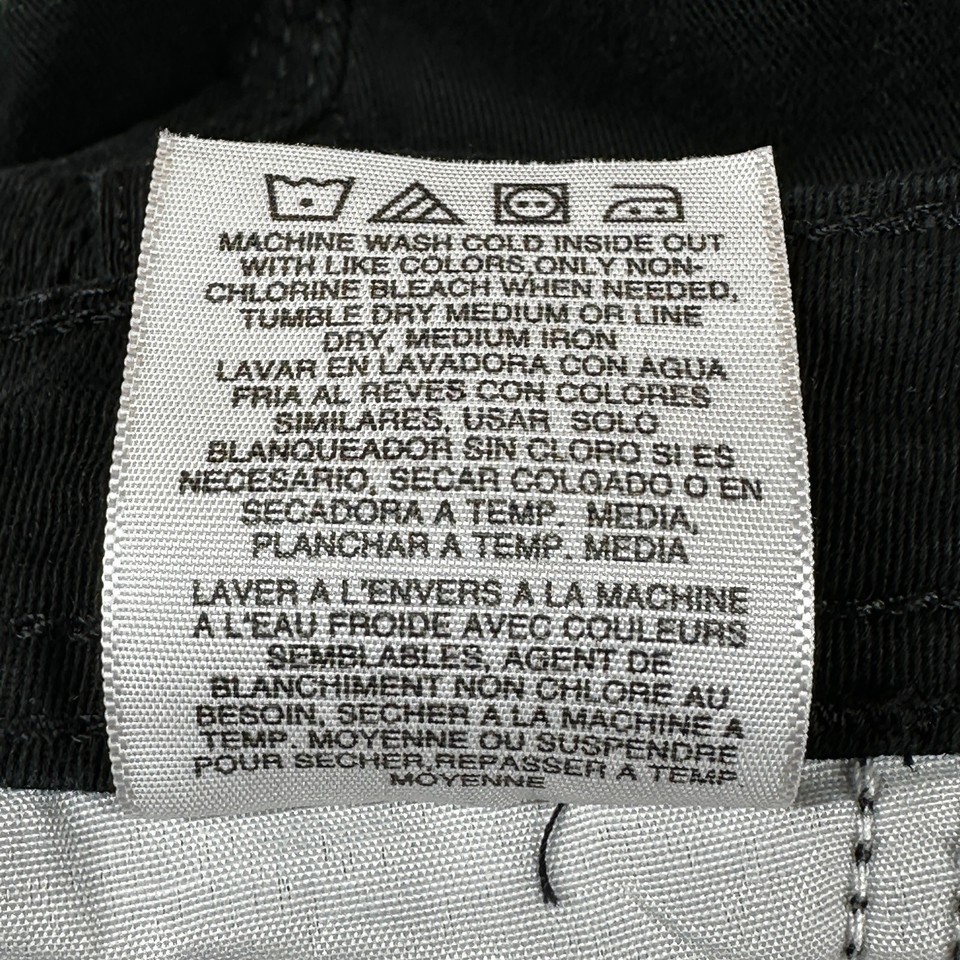 MACHINE WASH COLD INSIDE OUT
WITH LIKE COLORS,ONLY NON-
CHLORINE BLEACH WHEN NEEDED,
TUMBLE DRY MEDIUM OR LINE
DRY, MEDIUM IRON
LAVAR EN LAVADORA CON AGUA
FRIA AL REVES CON COLORES
SIMILARES, USAR SOLO
BLANQUEADOR SIN CLORO SI ES
NECESARIO, SECAR COLGADO O EN
SECADORA A TEMP. MEDIA,
PLANCHAR A TEMP. MEDIA
LAVER A L'ENVERS A LA MACHINE
A L'EAU FROIDE AVEC COULEURS
SEMBLABLES, AGENT DE
BLANCHIMENT NON CHLORE AU
BESOIN, SECHER A LA MACHINE A
TEMP. MOYENNE OU SUSPENDRE
POUR SECHER,REPASSER A TEMP.
MOYENNE